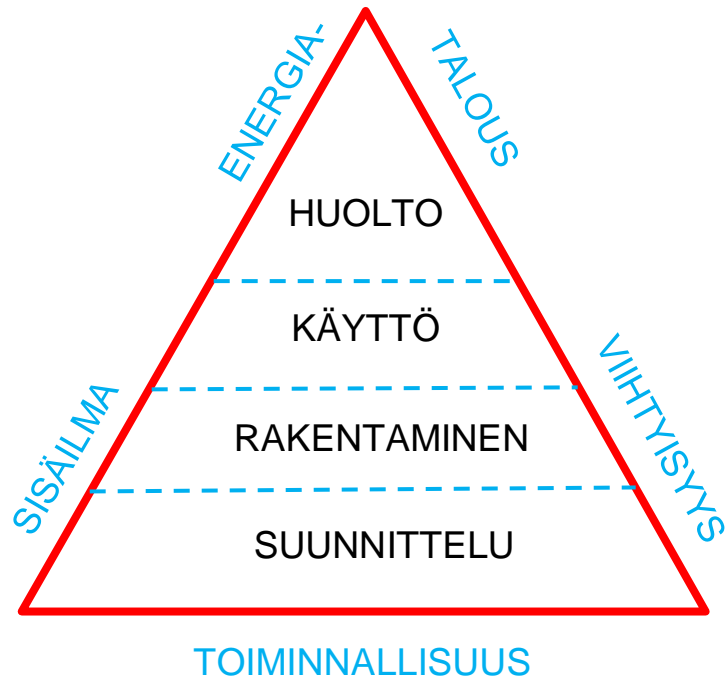 ENERGIA-
TALOUS
HUOLTO
KÄYTTÖ
VIIHTYISYYS
SISÄILMA
RAKENTAMINEN
SUUNNITTELU
TOIMINNALLISUUS